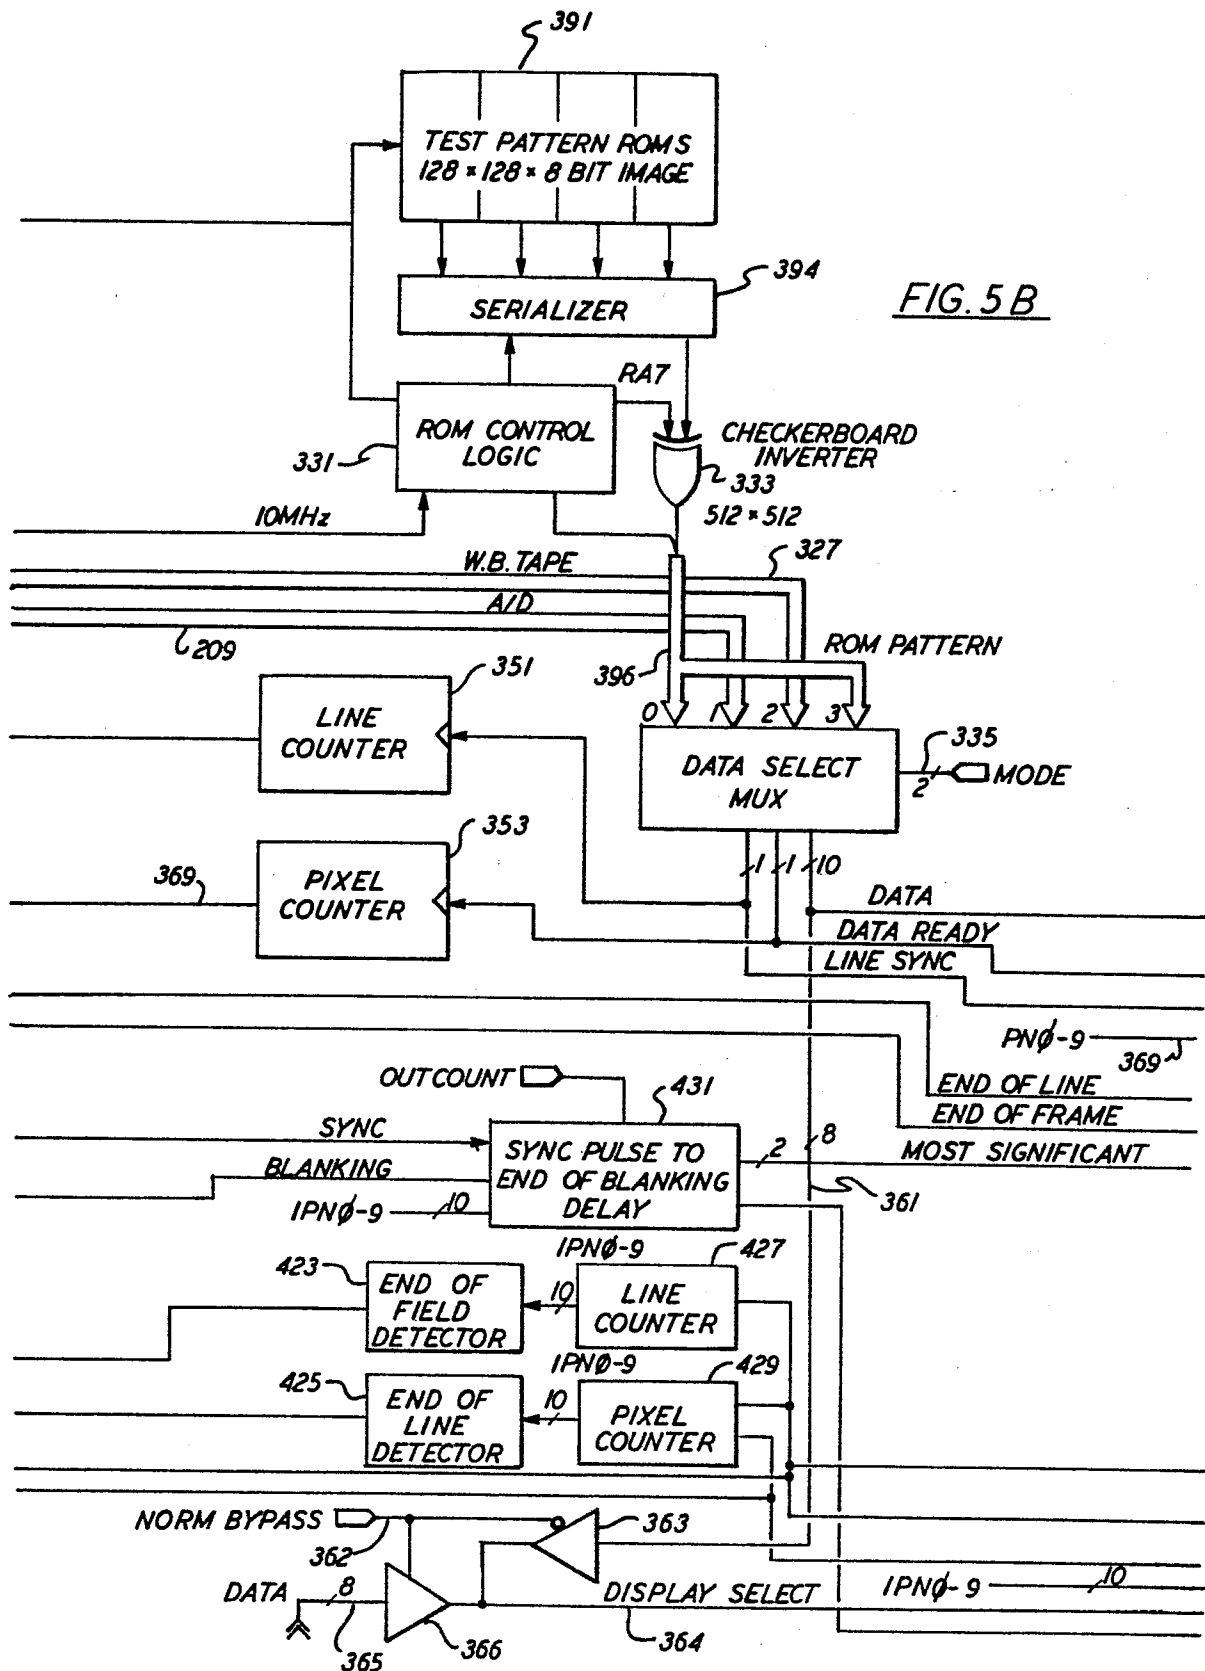 391
TEST PATTERN ROMS
128 × 128 × 8 BIT IMAGE
394
SERIALIZER
FIG. 5B
RA7
ROM CONTROL
LOGIC
331
CHECKERBOARD
INVERTER
333
512 × 512
10MHz
W.B. TAPE
327
A/D
209
ROM PATTERN
396
351
LINE
COUNTER
0 1 2 3
DATA SELECT
MUX
335
2
MODE
353
369
PIXEL
COUNTER
1 1 10
DATA
DATA READY
LINE SYNC
PNØ-9
369
OUTCOUNT
431
END OF LINE
END OF FRAME
SYNC
SYNC PULSE TO
END OF BLANKING
DELAY
2
8
MOST SIGNIFICANT
BLANKING
361
IPNØ-9
10
IPNØ-9
427
423
END OF
FIELD
DETECTOR
10
LINE
COUNTER
IPNØ-9
429
425
END OF
LINE
DETECTOR
10
PIXEL
COUNTER
NORM BYPASS
362
363
IPNØ-9
10
DATA
8
365
366
DISPLAY SELECT
364